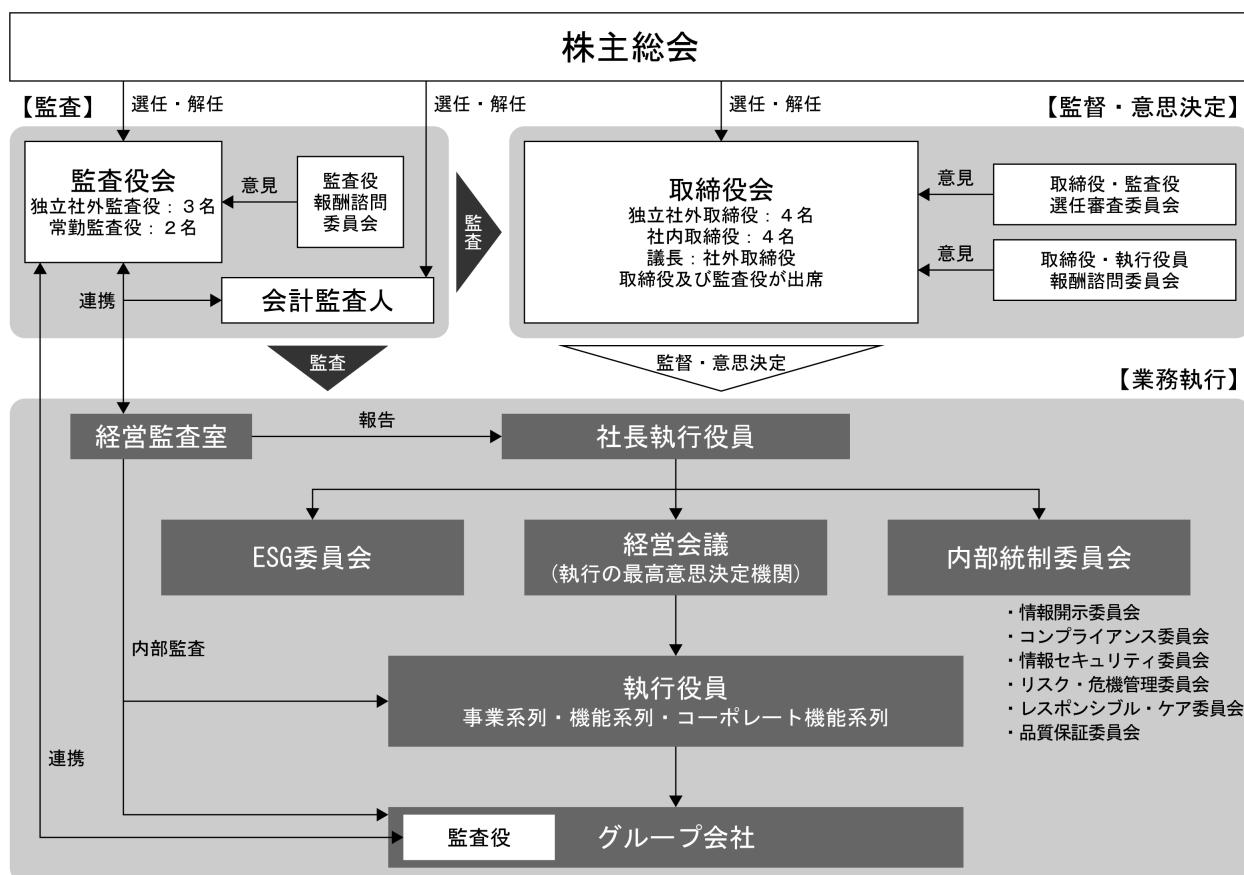 株主総会
【監査】
選任・解任
選任・解任
選任・解任
【監督・意思決定】
監査役会
独立社外監査役：３名
常勤監査役：２名
意見
監査役
報酬諮問
委員会
連携
会計監査人
監査
取締役会
独立社外取締役：４名
社内取締役：４名
議長：社外取締役
取締役及び監査役が出席
意見
取締役・監査役
選任審査委員会
意見
取締役・執行役員
報酬諮問委員会
監査
監督・意思決定
【業務執行】
経営監査室
報告
社長執行役員
ESG委員会
経営会議
（執行の最高意思決定機関）
内部統制委員会
・情報開示委員会
・コンプライアンス委員会
・情報セキュリティ委員会
・リスク・危機管理委員会
・レスポンシブル・ケア委員会
・品質保証委員会
内部監査
執行役員
事業系列・機能系列・コーポレート機能系列
連携
監査役
グループ会社